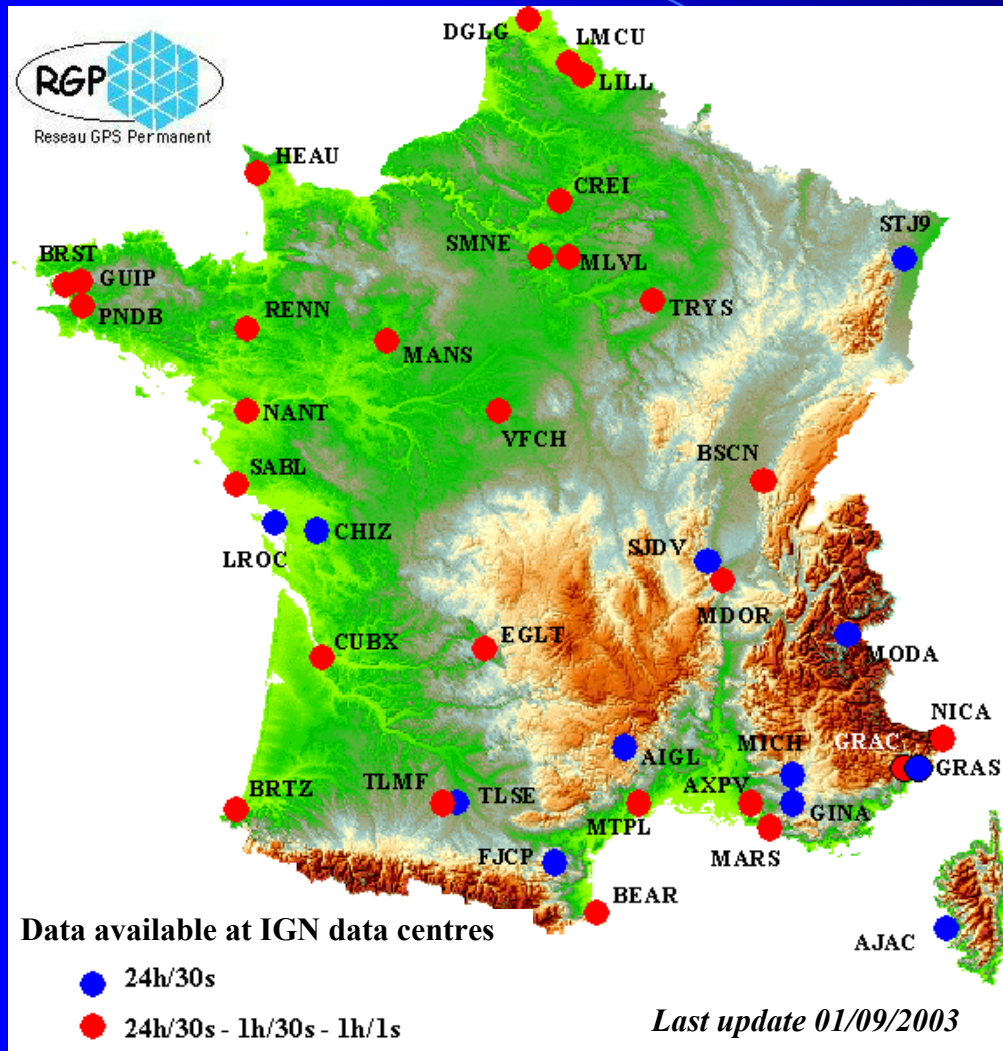 DGLG
LMCU
LILL
RGP
Reseau GPS Permanent
HEAU
CREI
STJ9
SMNE
MLVL
BRST
GUIP
PNDB
RENN
TRYS
MANS
NANT
VFCH
BSCN
SABL
CHIZ
LROC
SJDV
MDOR
EGLT
CUBX
MODA
NICA
GRAC
MICH
AIGL
GRAS
AXPV
TLMF
TLSE
BRTZ
GINA
MTPL
MARS
FJCP
BEAR
AJAC
Data available at IGN data centres
24h/30s
24h/30s - 1h/30s - 1h/1s
Last update 01/09/2003